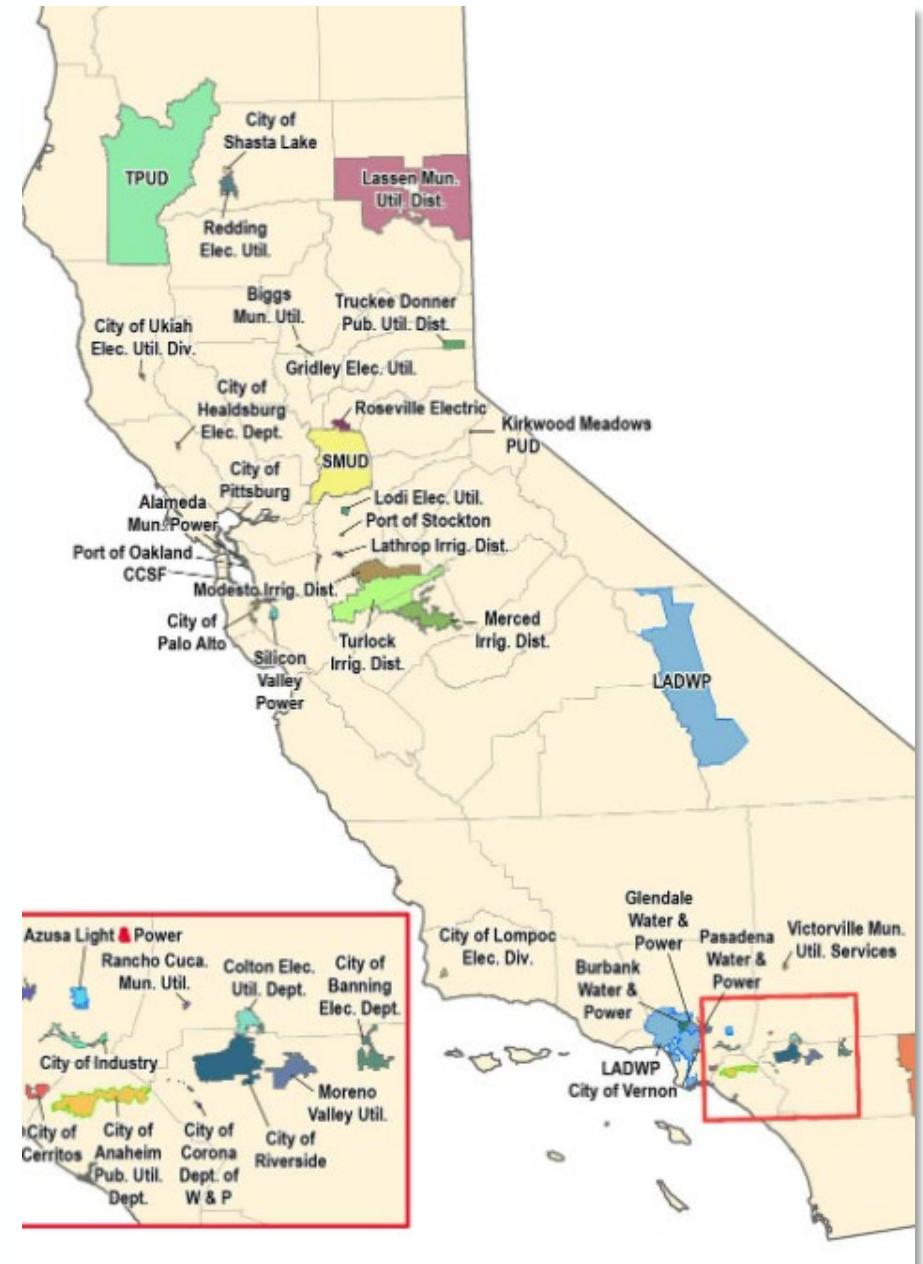 City of
Shasta Lake
TPUD
Lassen Mun.
Util. Dist.
Redding
Elec. Util.
Biggs
Mun. Util.
Truckee Donner
Pub. Util. Dist.
City of Ukiah
Elec. Util. Div.
Gridley Elec. Util.
City of
Healdsburg
Elec. Dept.
Roseville Electric
Kirkwood Meadows
PUD
SMUD
City of
Pittsburg
Lodi Elec. Util.
Alameda
Mun. Power
Port of Stockton
Port of Oakland
Lathrop Irrig. Dist.
CCSF
Modesto Irrig. Dist.
City of
Palo Alto
Merced
Irrig. Dist.
Turlock
Irrig. Dist.
Silicon
Valley
Power
LADWP
Glendale
Water &
Power
City of Lompoc
Elec. Div.
Pasadena
Water &
Power
Victorville Mun.
Util. Services
Burbank
Water &
Power
LADWP
City of Vernon
Azusa Light & Power
Rancho Cuca.
Mun. Util.
Colton Elec.
Util. Dept.
City of
Banning
Elec. Dept.
City of Industry
Moreno
Valley Util.
City of
Cerritos
City of
Anaheim
Pub. Util.
Dept.
City of
Corona
Dept. of
W & P
City of
Riverside